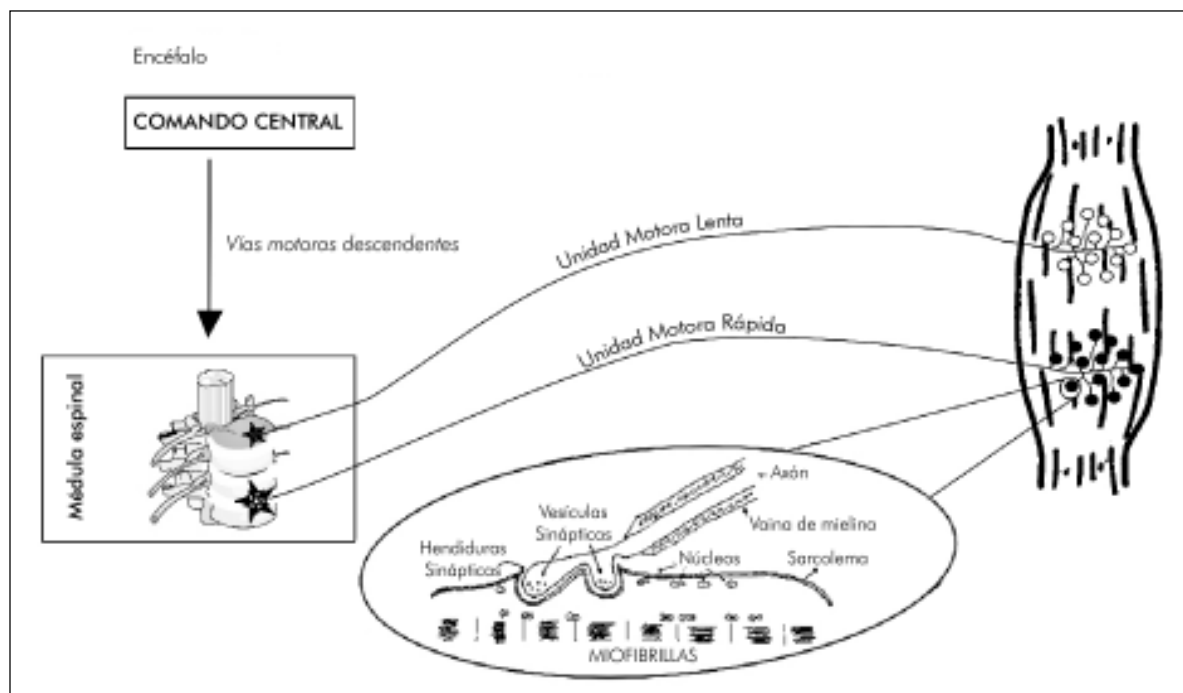 Encéfalo
COMANDO CENTRAL
Vías motoras descendentes
Unidad Motora Lenta
Unidad Motora Rápida
Médula espinal
Axón
Vesículas
Sinápticas
Vaina de mielina
Hendiduras
Sinápticas
Núcleos
Sarcolema
MIOFIBRILLAS